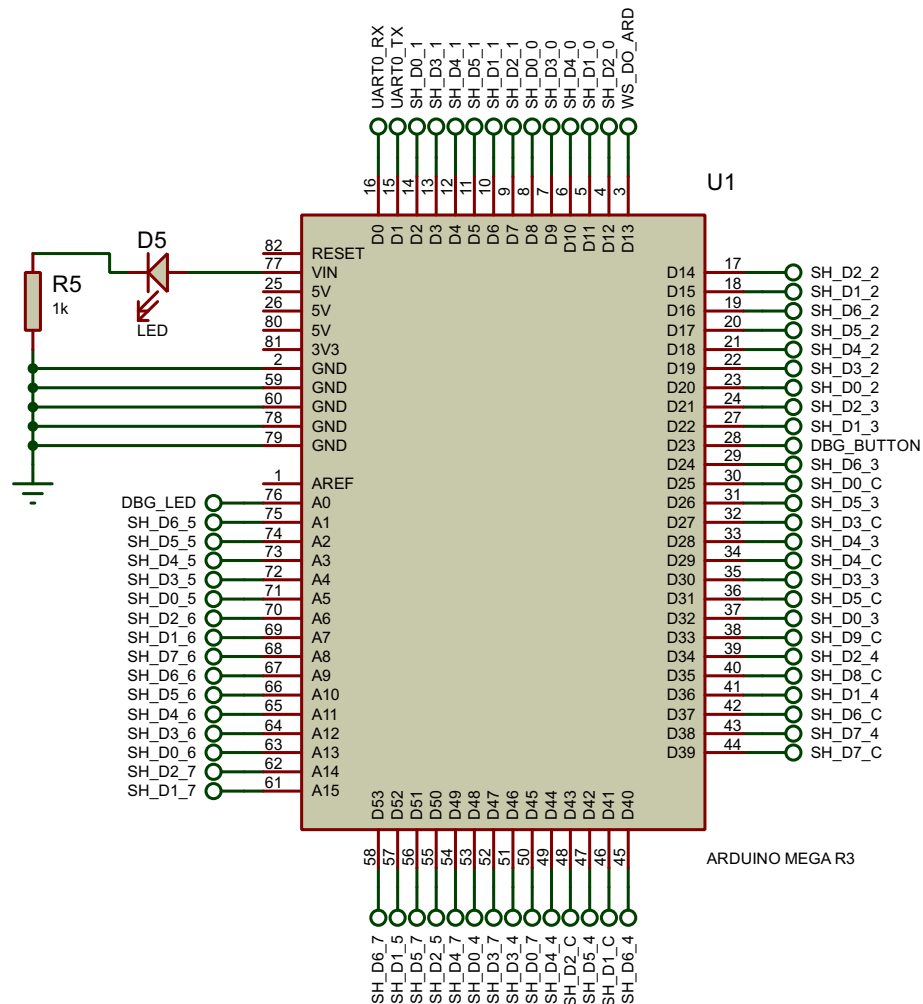 UART0_RX
UART0_TX
SH_D0_1
SH_D3_1
SH_D4_1
SH_D5_1
SH_D1_1
SH_D2_1
SH_D0_0
SH_D3_0
SH_D4_0
SH_D1_0
SH_D2_0
WS_DO_ARD
16 15 14 13 12 11 10 9 8 7 6 5 4 3
D0 D1 D2 D3 D4 D5 D6 D7 D8 D9 D10 D11 D12 D13
U1
D5
LED
R5
1k
82 RESET
77 VIN
25 5V
26 5V
80 5V
81 3V3
2 GND
59 GND
60 GND
78 GND
79 GND
1 AREF
DBG_LED 76 A0
SH_D6_5 75 A1
SH_D5_5 74 A2
SH_D4_5 73 A3
SH_D3_5 72 A4
SH_D0_5 71 A5
SH_D2_6 70 A6
SH_D1_6 69 A7
SH_D7_6 68 A8
SH_D6_6 67 A9
SH_D5_6 66 A10
SH_D4_6 65 A11
SH_D3_6 64 A12
SH_D0_6 63 A13
SH_D2_7 62 A14
SH_D1_7 61 A15
D14 17 SH_D2_2
D15 18 SH_D1_2
D16 19 SH_D6_2
D17 20 SH_D5_2
D18 21 SH_D4_2
D19 22 SH_D3_2
D20 23 SH_D0_2
D21 24 SH_D2_3
D22 27 SH_D1_3
D23 28 DBG_BUTTON
D24 29 SH_D6_3
D25 30 SH_D0_C
D26 31 SH_D5_3
D27 32 SH_D3_C
D28 33 SH_D4_3
D29 34 SH_D4_C
D30 35 SH_D3_3
D31 36 SH_D5_C
D32 37 SH_D0_3
D33 38 SH_D9_C
D34 39 SH_D2_4
D35 40 SH_D8_C
D36 41 SH_D1_4
D37 42 SH_D6_C
D38 43 SH_D7_4
D39 44 SH_D7_C
D53 D52 D51 D50 D49 D48 D47 D46 D45 D44 D43 D42 D41 D40
58 57 56 55 54 53 52 51 50 49 48 47 46 45
ARDUINO MEGA R3
SH_D6_7
SH_D1_5
SH_D5_7
SH_D2_5
SH_D4_7
SH_D0_4
SH_D3_7
SH_D3_4
SH_D0_7
SH_D4_4
SH_D2_C
SH_D5_4
SH_D1_C
SH_D6_4